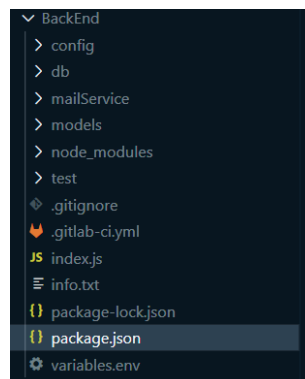 BackEnd
config
db
mailService
models
node_modules
test
.gitignore
.gitlab-ci.yml
JS index.js
info.txt
{} package-lock.json
{} package.json
variables.env